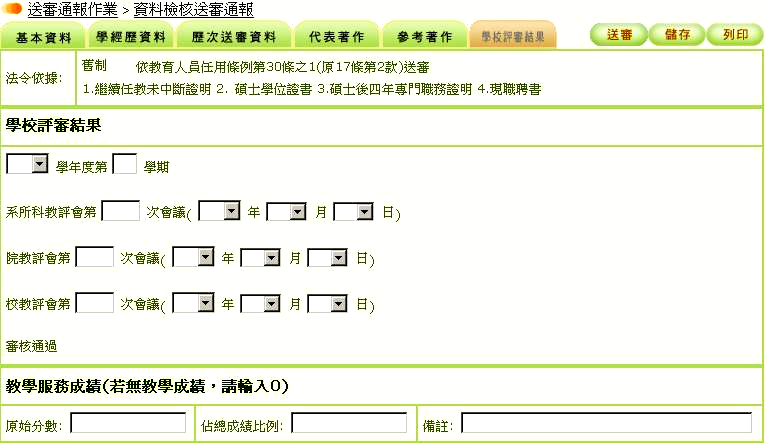 送審通報作業 > 資料檢核送審通報
基本資料 學經歷資料 歷次送審資料 代表著作 參考著作 學校評審結果 送審 儲存 列印
法令依據: 舊制 依教育人員任用條例第30條之1(原17條第2款)送審
1.繼續任教未中斷證明 2. 碩士學位證書 3.碩士後四年專門職務證明 4.現職聘書
學校評審結果
學年度第 學期
系所科教評會第 次會議( 年 月 日)
院教評會第 次會議( 年 月 日)
校教評會第 次會議( 年 月 日)
審核通過
教學服務成績(若無教學成績，請輸入0)
原始分數: 佔總成績比例: 備註: